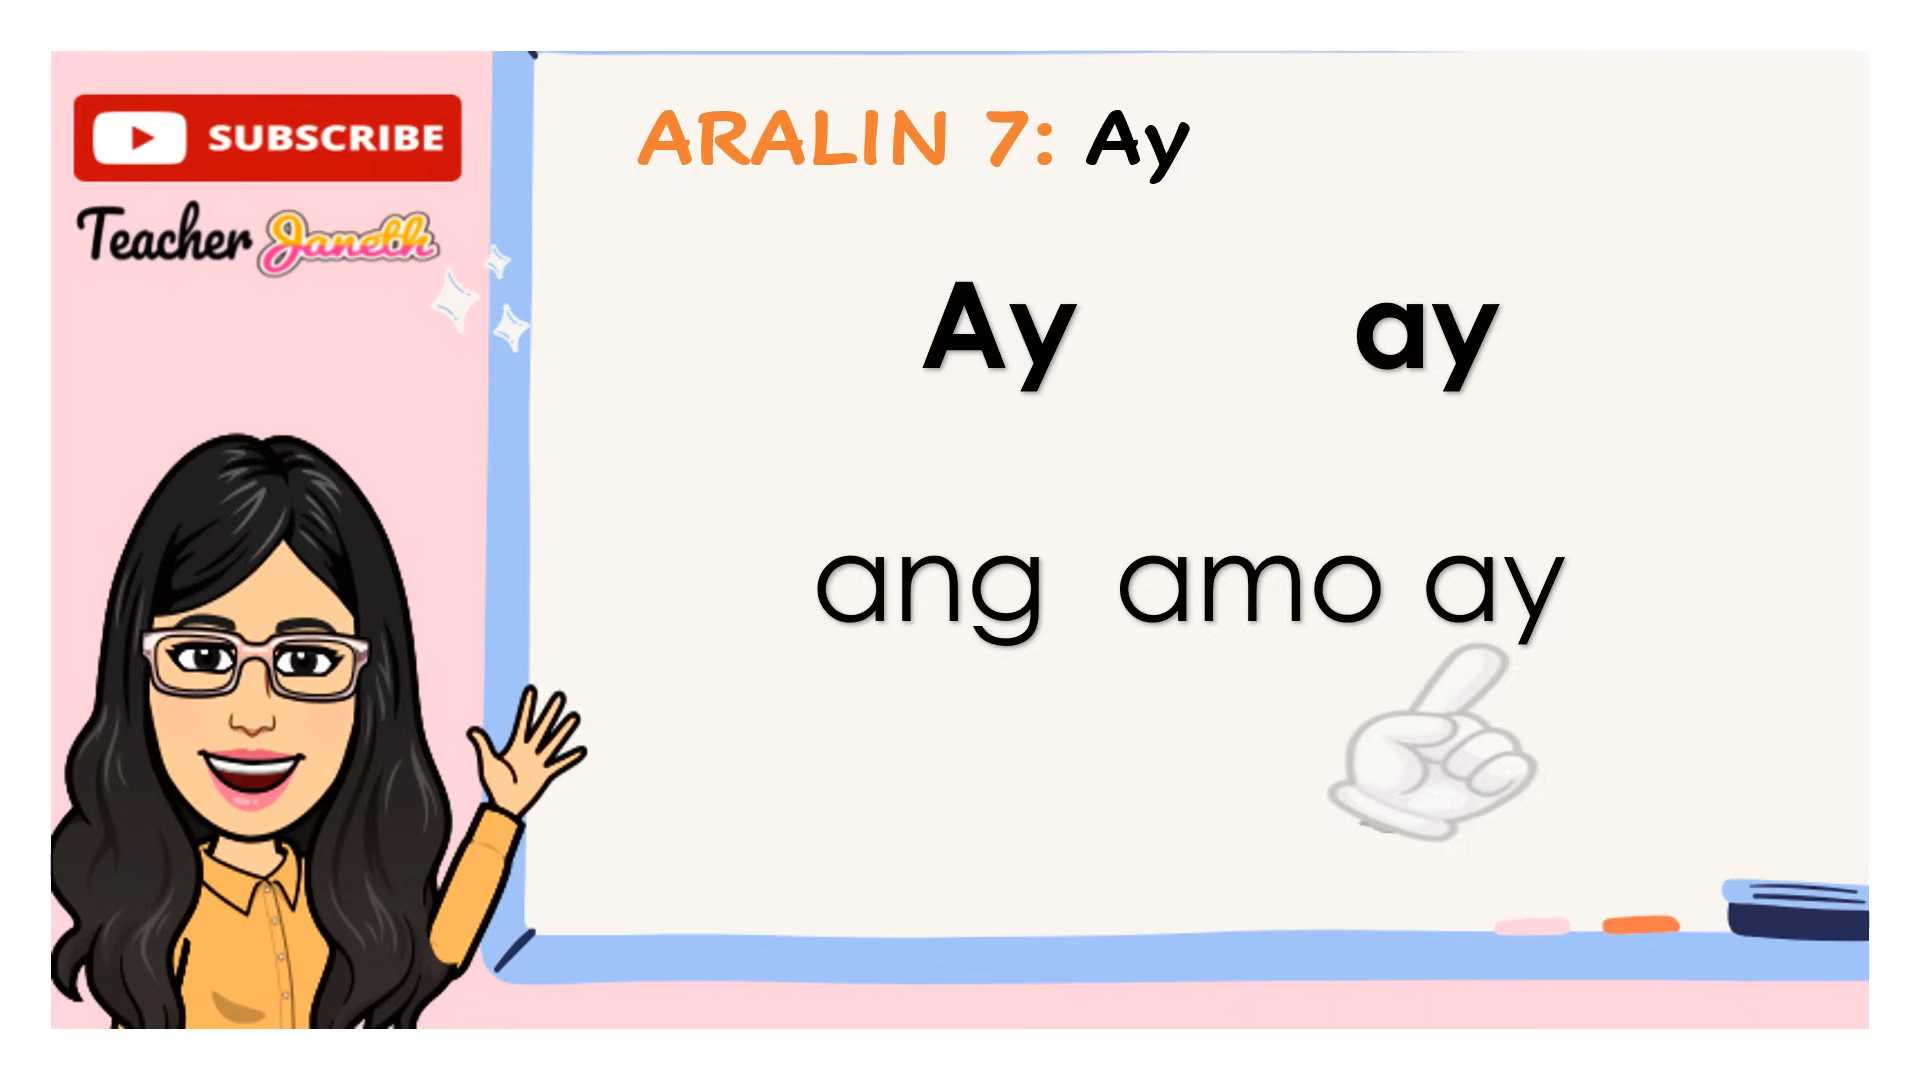 SUBSCRIBE
Teacher Janeth
ARALIN 7: Ay
Ay ay
ang amo ay